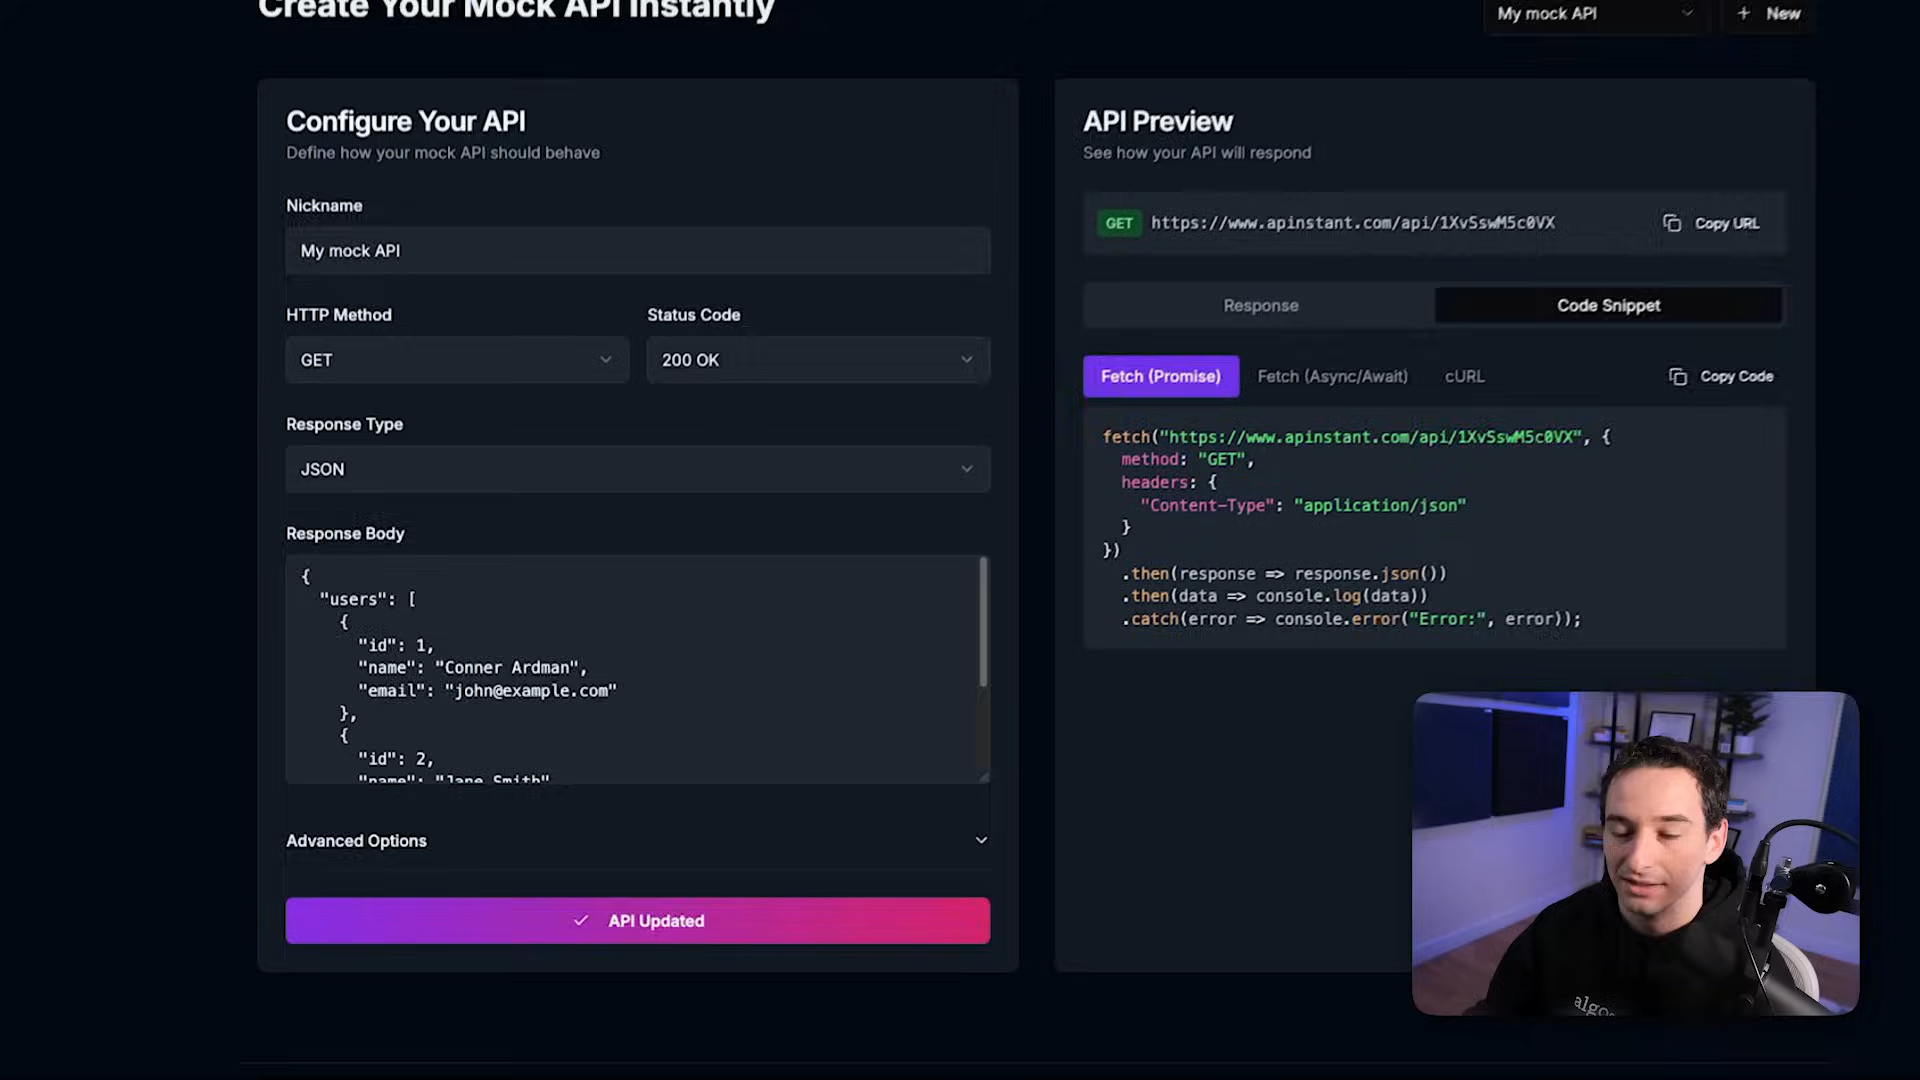 Create Your Mock API Instantly
My mock API
+ New
Configure Your API
Define how your mock API should behave
Nickname
My mock API
HTTP Method
Status Code
GET
200 OK
Response Type
JSON
Response Body
{
"users": [
{
"id": 1,
"name": "Conner Ardman",
"email": "john@example.com"
},
{
"id": 2,
"name": "Jane Smith"
Advanced Options
API Updated
API Preview
See how your API will respond
GET https://www.apinstant.com/api/1XvSswM5c0VX
Copy URL
Response
Code Snippet
Fetch (Promise)
Fetch (Async/Await)
cURL
Copy Code
fetch("https://www.apinstant.com/api/1XvSswM5c0VX", {
method: "GET",
headers: {
"Content-Type": "application/json"
}
})
.then(response => response.json())
.then(data => console.log(data))
.catch(error => console.error("Error:", error));
algo